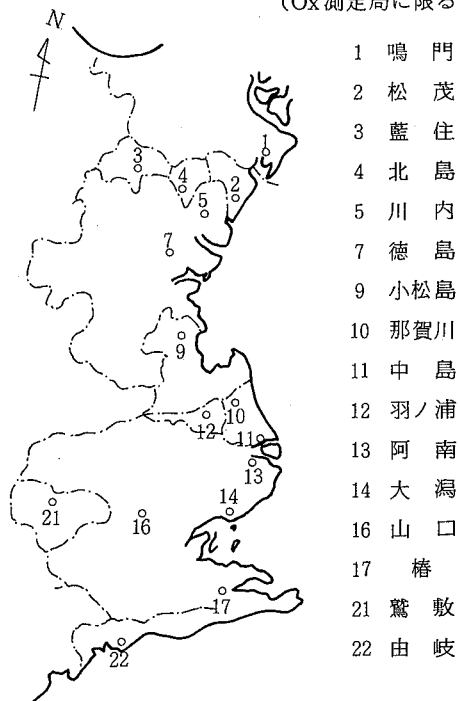 (Ox測定局に限る
N
1 鳴門
2 松茂
3 藍住
4 北島
5 川内
7 徳島
9 小松島
10 那賀川
11 中島
12 羽ノ浦
13 阿南
14 大潟
16 山口
17 椿
21 鷲敷
22 由岐
1
3
4
2
5
7
9
10
12
11
13
14
21
16
17
22